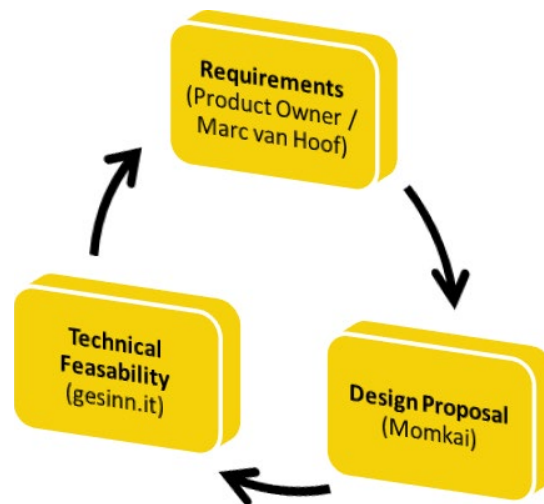 Requirements
(Product Owner /
Marc van Hoof)
Design Proposal
(Momkai)
Technical
Feasability
(gesinn.it)